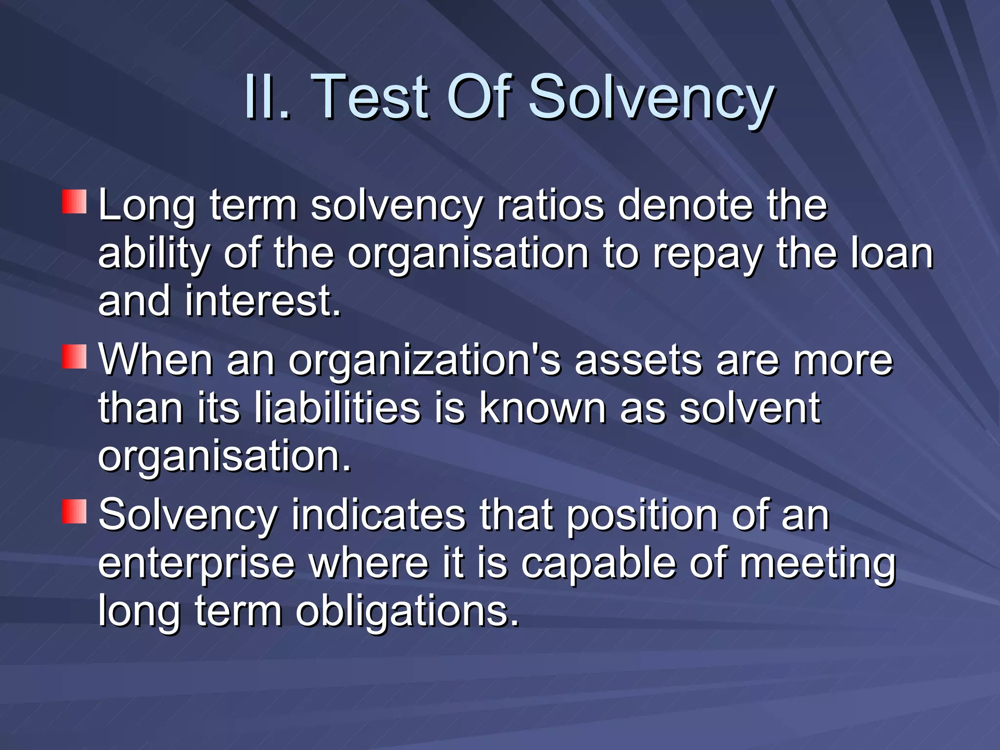 II. Test Of Solvency
Long term solvency ratios denote the
ability of the organisation to repay the loan
and interest.
When an organization's assets are more
than its liabilities is known as solvent
organisation.
Solvency indicates that position of an
enterprise where it is capable of meeting
long term obligations.